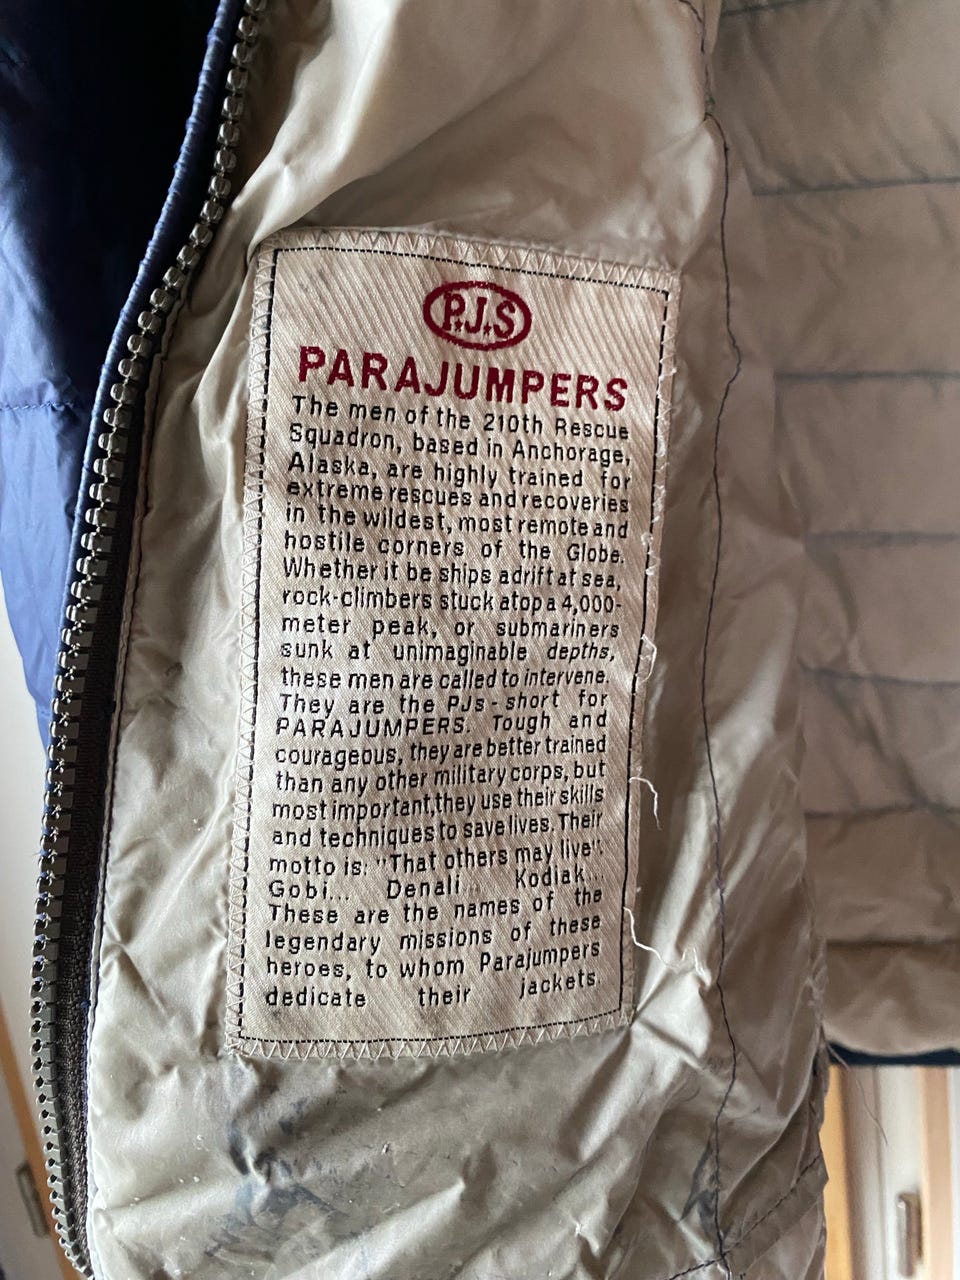 P.J.S
PARAJUMPERS
The men of the 210th Rescue
Squadron, based in Anchorage,
Alaska, are highly trained for
extreme rescues and recoveries
in the wildest, most remote and
hostile corners of the Globe.
Whether it be ships adrift at sea,
rock-climbers stuck atop a 4,000-
meter peak, or submariners
sunk at unimaginable depths,
these men are called to intervene.
They are the PJs - short for
PARAJUMPERS. Tough and
courageous, they are better trained
than any other military corps, but
most important,they use their skills
and techniques to save lives. Their
motto is: "That others may live".
Gobi... Denali... Kodiak...
These are the names of the
legendary missions of these
heroes, to whom Parajumpers
dedicate their jackets.